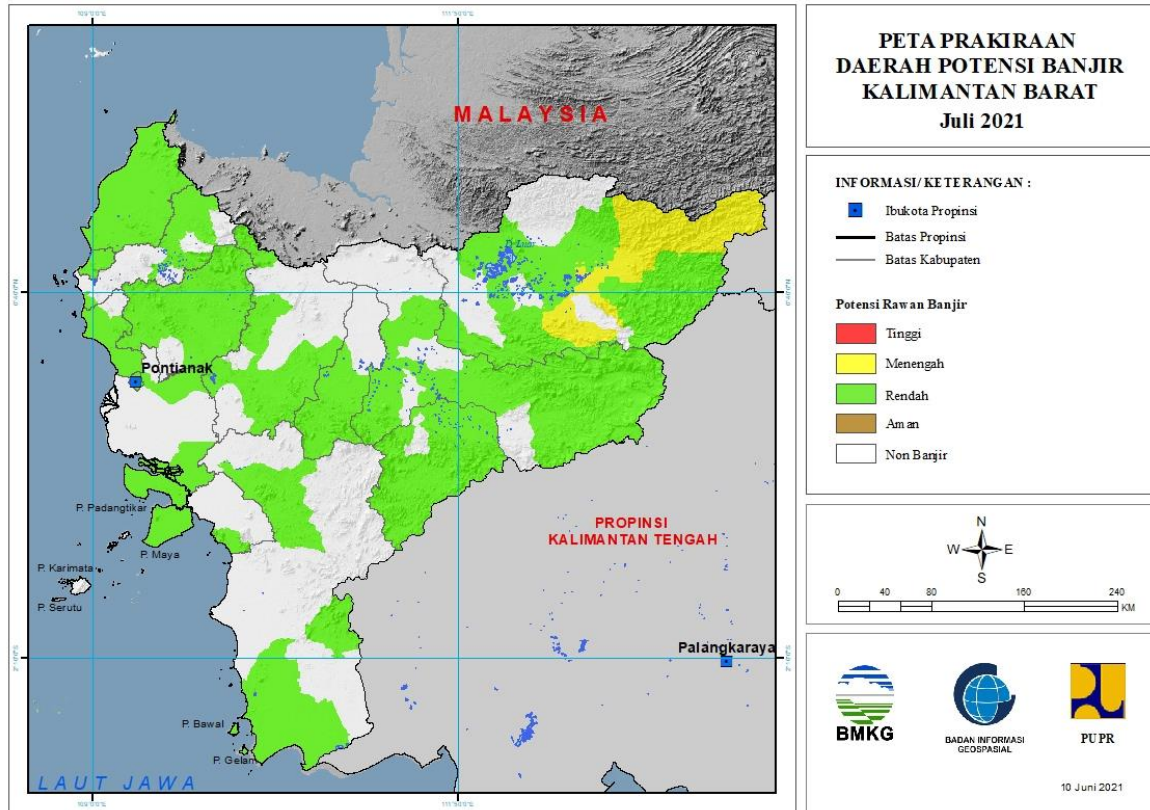 PETA PRAKIRAAN
DAERAH POTENSI BANJIR
KALIMANTAN BARAT
Juli 2021
INFORMASI/ KETERANGAN :
Ibukota Propinsi
Batas Propinsi
Batas Kabupaten
Potensi Rawan Banjir
Tinggi
Menengah
Rendah
Aman
Non Banjir
N
W E
S
0 40 80 160 240
KM
BMKG
BADAN INFORMASI
GEOSPASIAL
PUPR
10 Juni 2021
MALAYSIA
Pontianak
P. Padangtikar
P. Maya
P. Karimata
P. Serutu
PROPINSI
KALIMANTAN TENGAH
Palangkaraya
P. Bawal
P. Gelam
LAUT JAWA